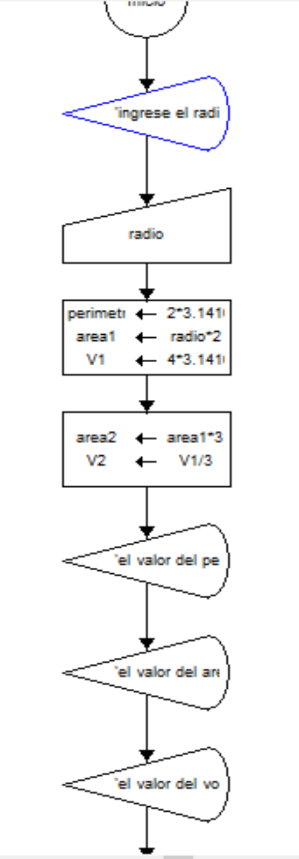 Inicio
'ingrese el radi
radio
perimetr ← 2*3.141
area1 ← radio*2
V1 ← 4*3.141
area2 ← area1*3
V2 ← V1/3
'el valor del pe
'el valor del are
'el valor del vo